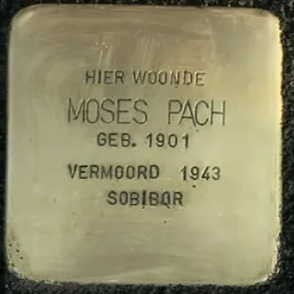 HIER WOONDE
MOSES PACH
GEB. 1901
VERMOORD 1943
SOBIBOR